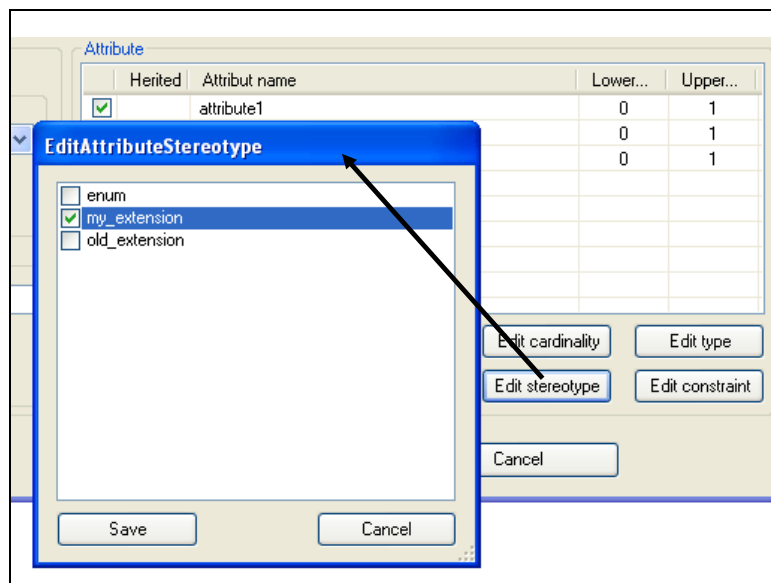 Attribute
Herited Attribut name Lower... Upper...
attribute1 0 1
0 1
0 1
EditAttributeStereotype
enum
my_extension
old_extension
Save Cancel
Edit cardinality Edit type
Edit stereotype Edit constraint
Cancel